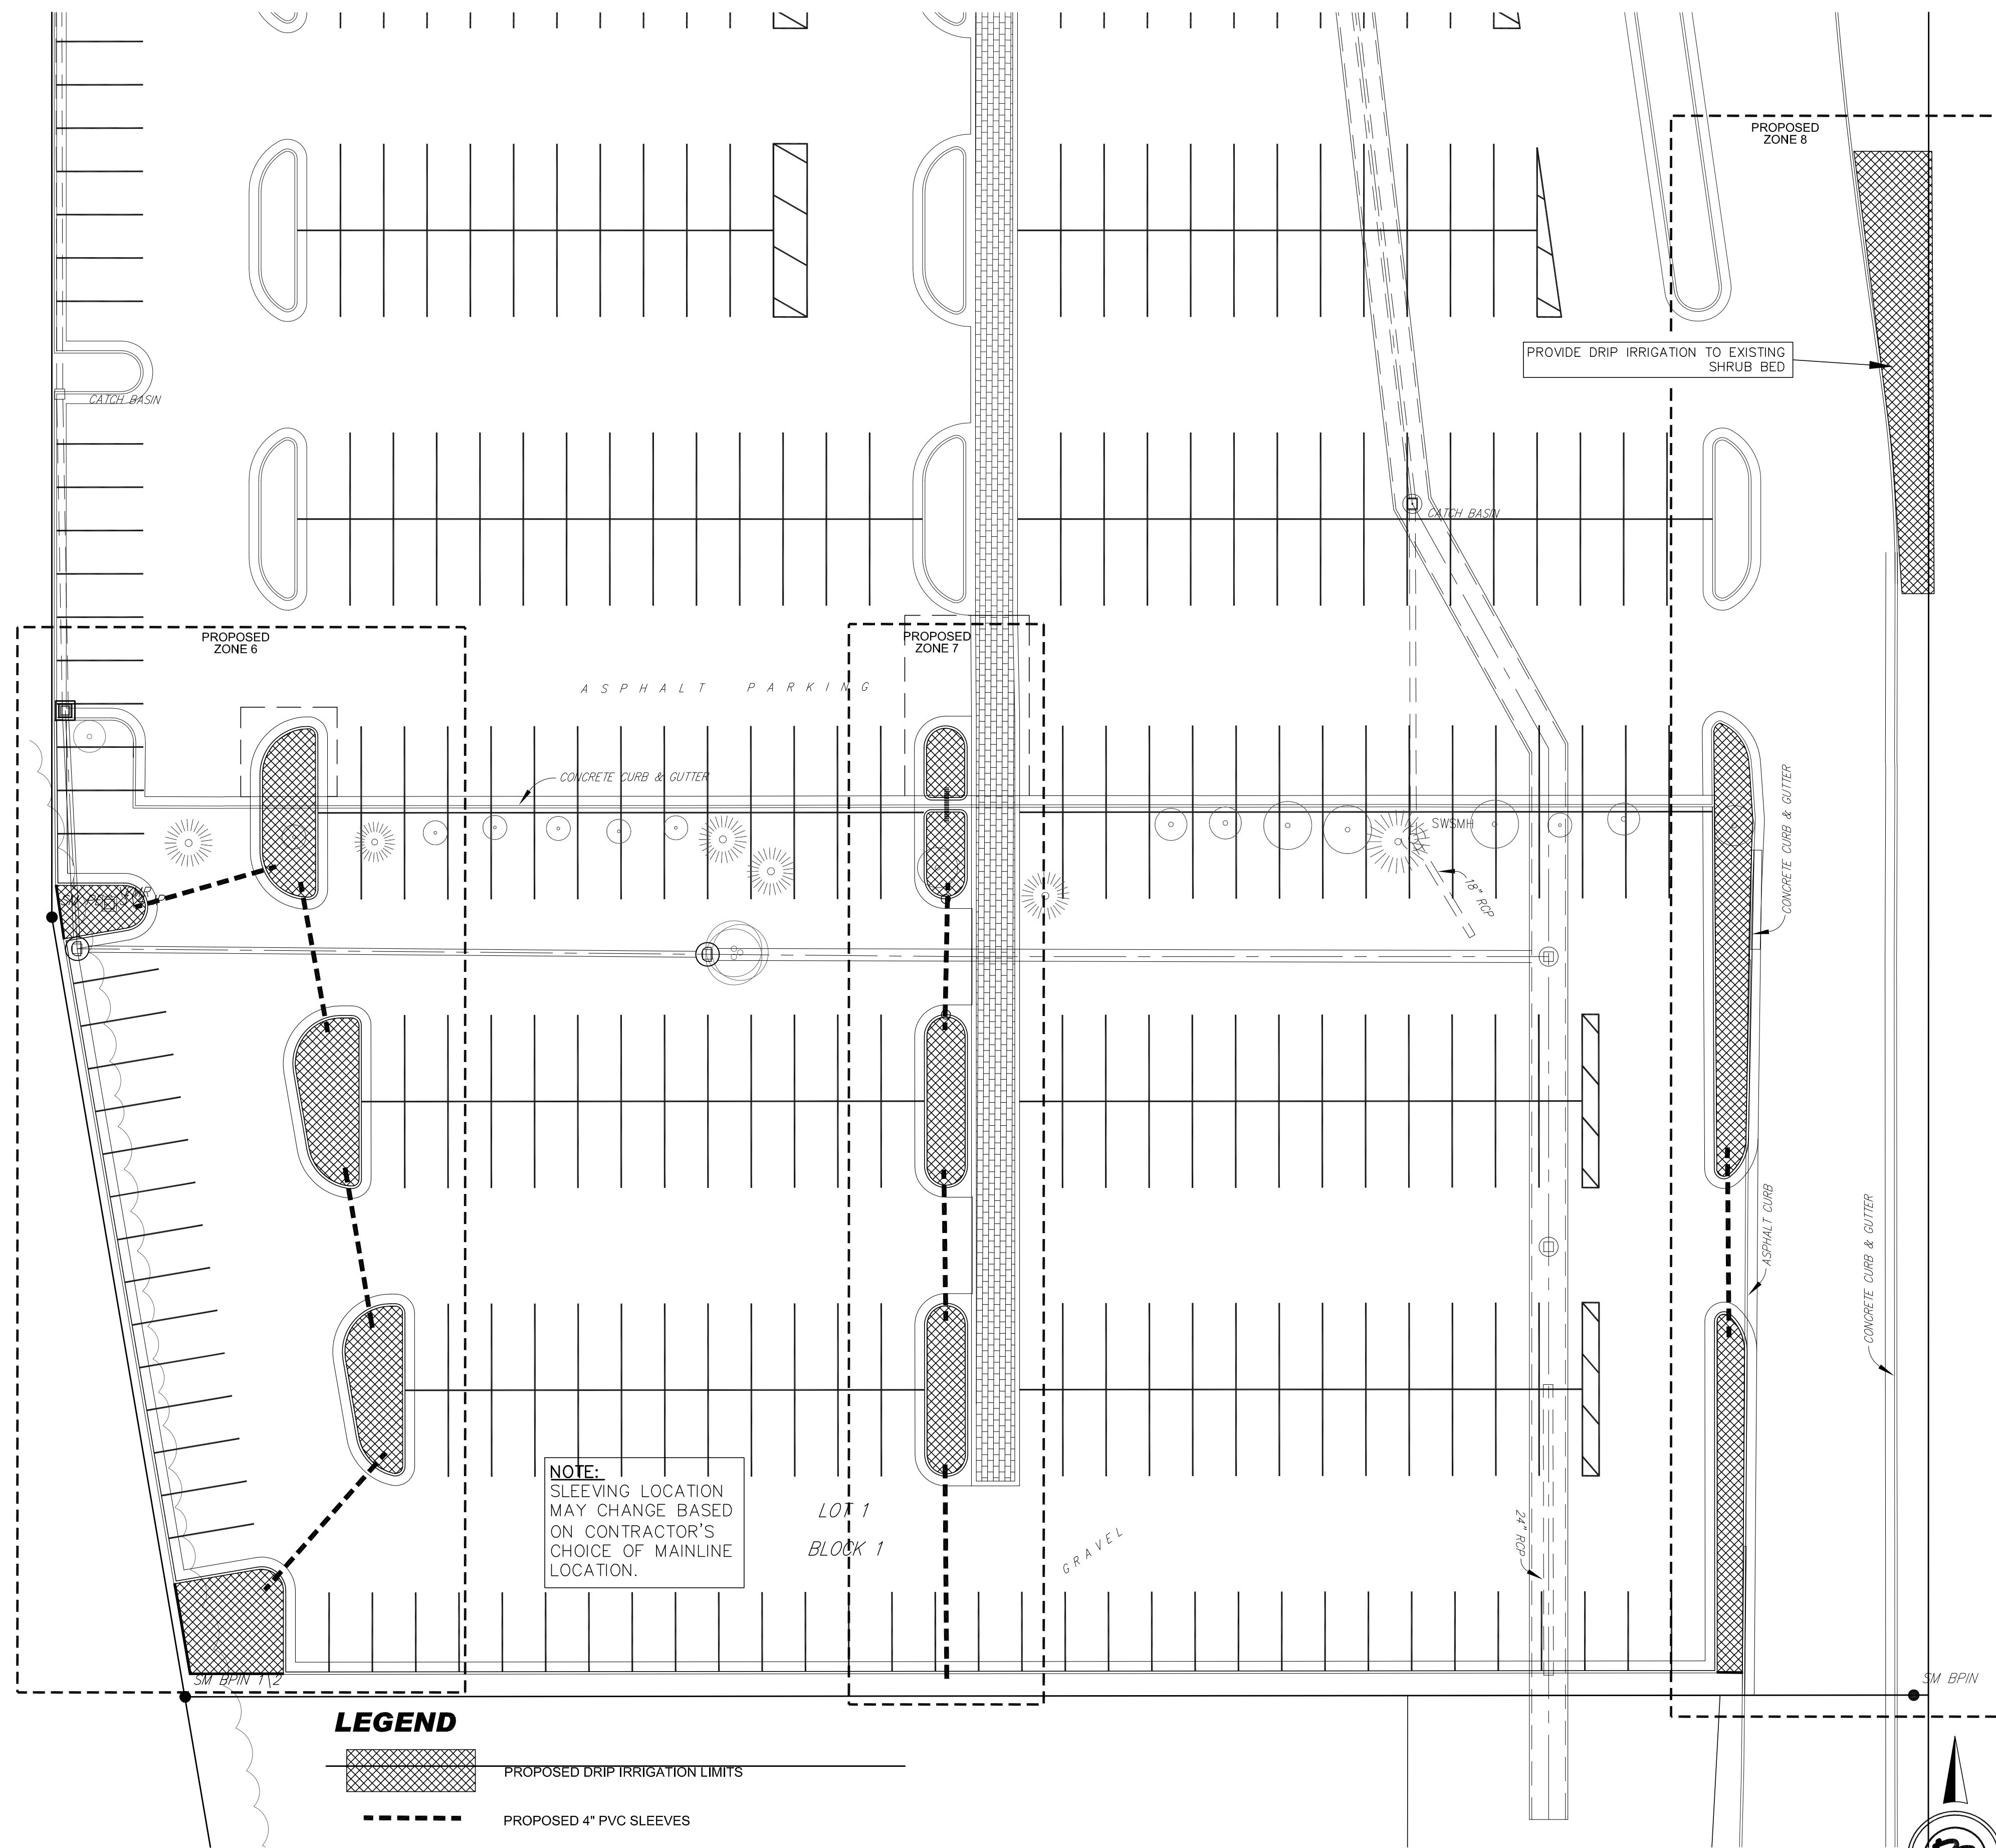 PROPOSED
ZONE 8
PROVIDE DRIP IRRIGATION TO EXISTING
SHRUB BED
CATCH BASIN
CATCH BASIN
PROPOSED
ZONE 6
PROPOSED
ZONE 7
ASPHALT PARKING
CONCRETE CURB & GUTTER
SWSMH
18" RCP
CONCRETE CURB & GUTTER
ASPHALT CURB
CONCRETE CURB & GUTTER
NOTE:
SLEEVING LOCATION
MAY CHANGE BASED
ON CONTRACTOR'S
CHOICE OF MAINLINE
LOCATION.
LOT 1
BLOCK 1
GRAVEL
24" RCP
SM BPIN 1\2
SM BPIN
LEGEND
PROPOSED DRIP IRRIGATION LIMITS
PROPOSED 4" PVC SLEEVES